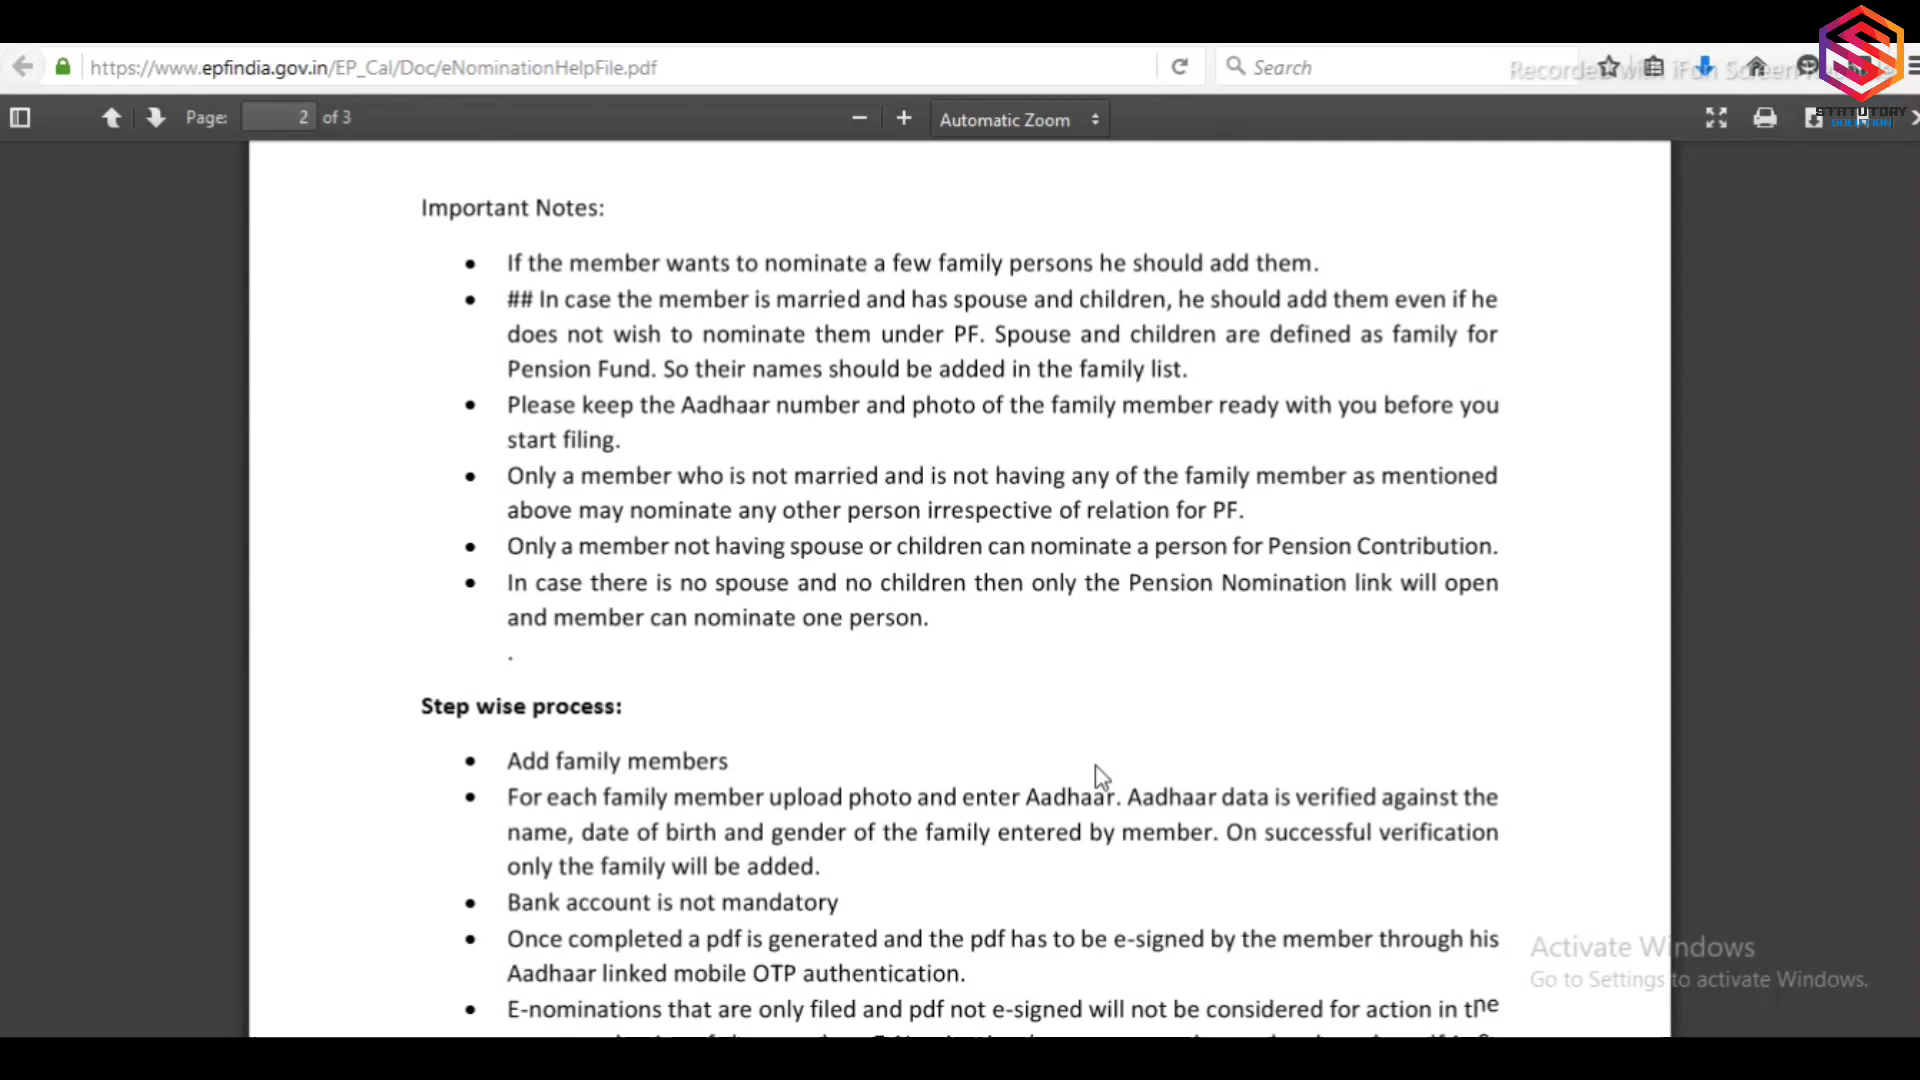 https://www.epfindia.gov.in/EP_Cal/Doc/eNominationHelpFile.pdf
Search
Recorded with iFun Screen
STATUTORY
SOLUTION
Page: 2 of 3
Automatic Zoom
Important Notes:
• If the member wants to nominate a few family persons he should add them.
• ## In case the member is married and has spouse and children, he should add them even if he
does not wish to nominate them under PF. Spouse and children are defined as family for
Pension Fund. So their names should be added in the family list.
• Please keep the Aadhaar number and photo of the family member ready with you before you
start filing.
• Only a member who is not married and is not having any of the family member as mentioned
above may nominate any other person irrespective of relation for PF.
• Only a member not having spouse or children can nominate a person for Pension Contribution.
• In case there is no spouse and no children then only the Pension Nomination link will open
and member can nominate one person.
.
Step wise process:
• Add family members
• For each family member upload photo and enter Aadhaar. Aadhaar data is verified against the
name, date of birth and gender of the family entered by member. On successful verification
only the family will be added.
• Bank account is not mandatory
• Once completed a pdf is generated and the pdf has to be e-signed by the member through his
Aadhaar linked mobile OTP authentication.
• E-nominations that are only filed and pdf not e-signed will not be considered for action in the
Activate Windows
Go to Settings to activate Windows.